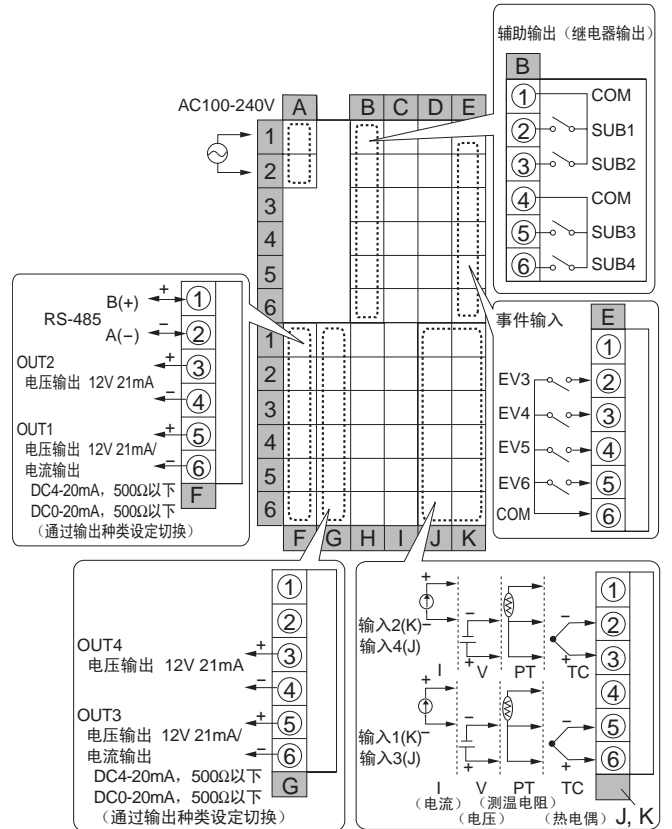 辅助输出（继电器输出）
B
① COM
② SUB1
③ SUB2
④ COM
⑤ SUB3
⑥ SUB4
AC100-240V
A B C D E
1
2
3
4
5
6
1
2
3
4
5
6
F G H I J K
B(+) + ①
RS-485
A(−) − ②
OUT2 + ③
电压输出 12V 21mA
− ④
OUT1 + ⑤
电压输出 12V 21mA/
电流输出 − ⑥
DC4-20mA，500Ω以下
DC0-20mA，500Ω以下
（通过输出种类设定切换）
F
事件输入
E
①
EV3 ②
EV4 ③
EV5 ④
EV6 ⑤
COM ⑥
①
②
OUT4 + ③
电压输出 12V 21mA
− ④
OUT3 + ⑤
电压输出 12V 21mA/
电流输出 − ⑥
DC4-20mA，500Ω以下
DC0-20mA，500Ω以下
（通过输出种类设定切换）
G
①
+ − − ②
输入2(K) −
输入4(J)
+ + ③
I V PT TC
④
+ − − ⑤
输入1(K) −
输入3(J)
+ + ⑥
I V PT TC
（电流） （测温电阻）
（电压） （热电偶） J, K